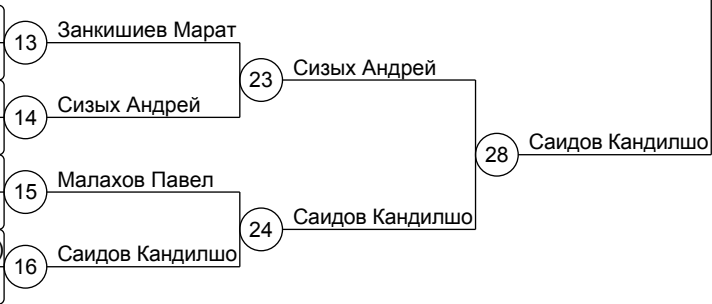 13 Занкишиев Марат
23 Сизых Андрей
14 Сизых Андрей
28 Саидов Кандилшо
15 Малахов Павел
24 Саидов Кандилшо
16 Саидов Кандилшо